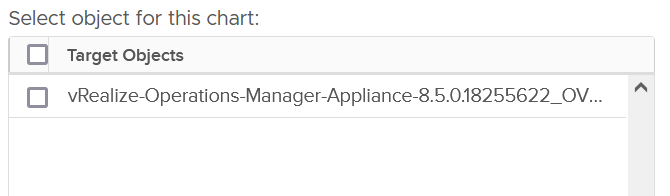 Select object for this chart:
Target Objects
vRealize-Operations-Manager-Appliance-8.5.0.18255622_OV...